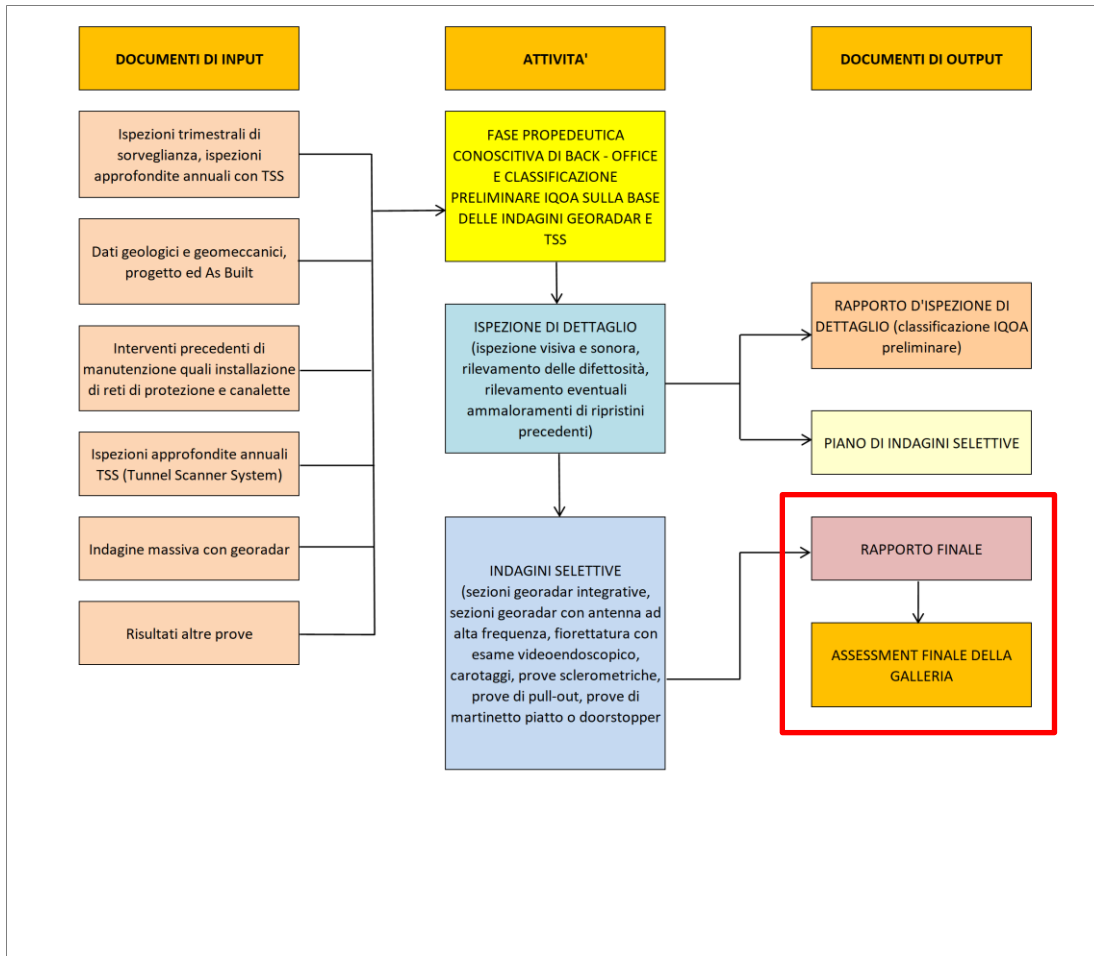 DOCUMENTI DI INPUT
ATTIVITA'
DOCUMENTI DI OUTPUT
Ispezioni trimestrali di
sorveglianza, ispezioni
approfondite annuali con TSS
Dati geologici e geomeccanici,
progetto ed As Built
Interventi precedenti di
manutenzione quali installazione
di reti di protezione e canalette
Ispezioni approfondite annuali
TSS (Tunnel Scanner System)
Indagine massiva con georadar
Risultati altre prove
FASE PROPEDEUTICA
CONOSCITIVA DI BACK - OFFICE
E CLASSIFICAZIONE
PRELIMINARE IQOA SULLA BASE
DELLE INDAGINI GEORADAR E
TSS
ISPEZIONE DI DETTAGLIO
(ispezione visiva e sonora,
rilevamento delle difettosità,
rilevamento eventuali
ammaloramenti di ripristini
precedenti)
INDAGINI SELETTIVE
(sezioni georadar integrative,
sezioni georadar con antenna ad
alta frequenza, fiorettatura con
esame videoendoscopico,
carotaggi, prove sclerometriche,
prove di pull-out, prove di
martinetto piatto o doorstopper
RAPPORTO D'ISPEZIONE DI
DETTAGLIO (classificazione IQOA
preliminare)
PIANO DI INDAGINI SELETTIVE
RAPPORTO FINALE
ASSESSMENT FINALE DELLA
GALLERIA